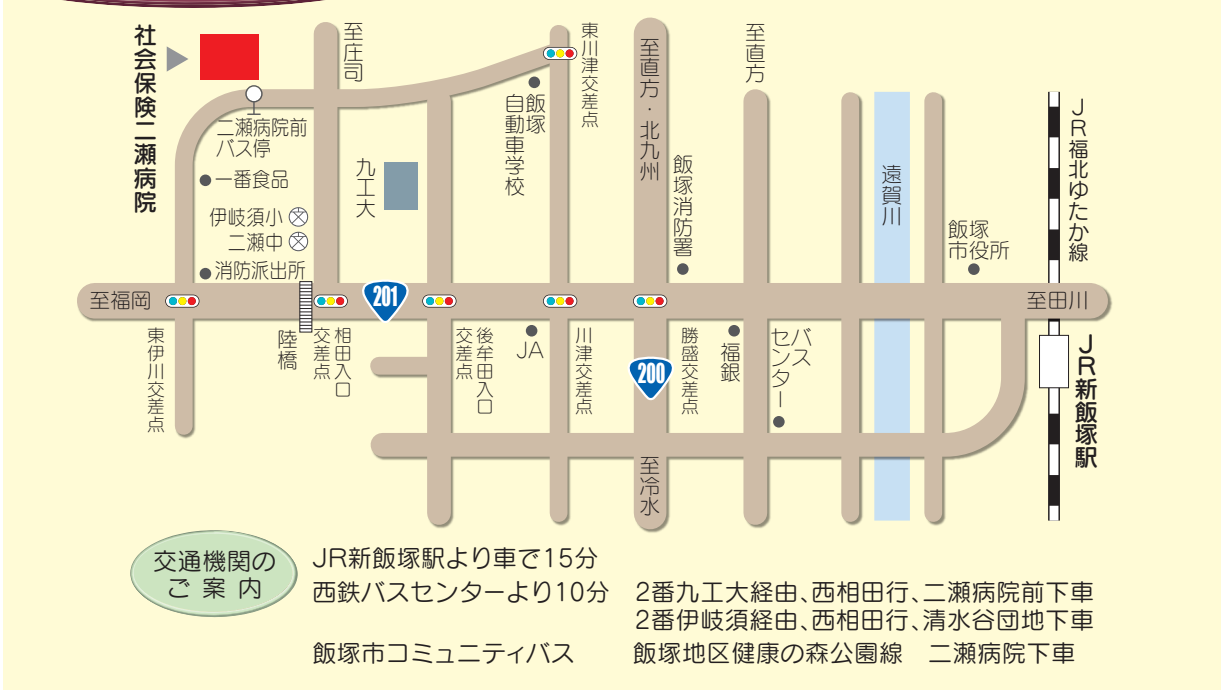 社会保険二瀬病院
至庄司
東川津交差点
至直方・北九州
至直方
JR福北ゆたか線
二瀬病院前
バス停
飯塚
自動車学校
一番食品
九工大
飯塚消防署
遠賀川
伊岐須小 文
二瀬中 文
飯塚
市役所
消防派出所
至福岡
201
至田川
東伊川交差点
陸橋
相田入口
交差点
後牟田入口
交差点
JA
川津交差点
200
勝盛交差点
福銀
バス
センター
JR新飯塚駅
至冷水
交通機関の
ご案内
JR新飯塚駅より車で15分
西鉄バスセンターより10分 2番九工大経由、西相田行、二瀬病院前下車
2番伊岐須経由、西相田行、清水谷団地下車
飯塚市コミュニティバス 飯塚地区健康の森公園線 二瀬病院下車